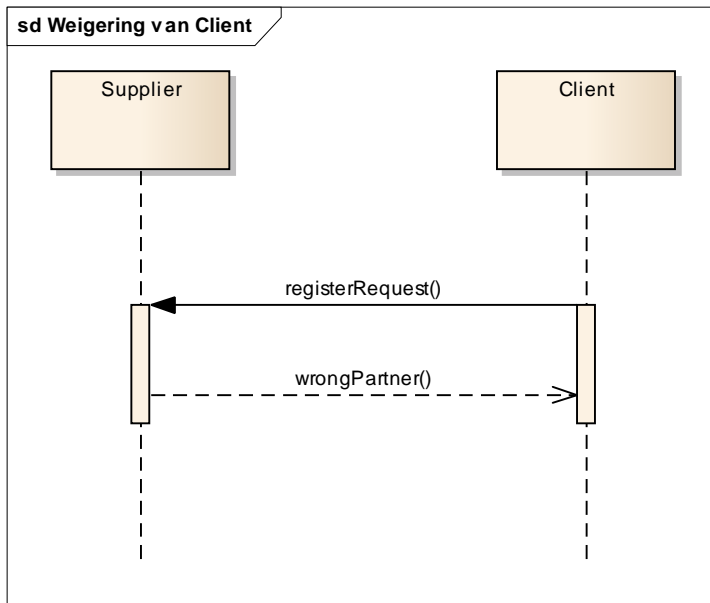 sd Weigering van Client
Supplier
Client
registerRequest()
wrongPartner()